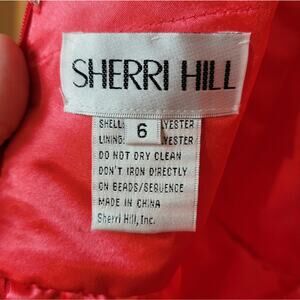 SHERRI HILL
6
SHELL: YESTER
LINING: YESTER
DO NOT DRY CLEAN
DON'T IRON DIRECTLY
ON BEADS/SEQUENCE
MADE IN CHINA
Sherri Hill, Inc.